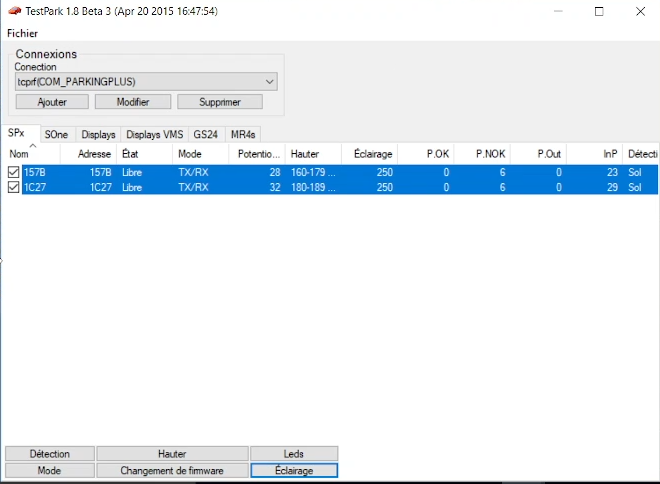 TestPark 1.8 Beta 3 (Apr 20 2015 16:47:54)
Fichier
Connexions
Conection
tcprf(COM_PARKINGPLUS)
Ajouter Modifier Supprimer
SPx SOne Displays Displays VMS GS24 MR4s
Nom Adresse État Mode Potentio... Hauter Éclairage P.OK P.NOK P.Out InP Détecti
157B 157B Libre TX/RX 28 160-179 ... 250 0 6 0 23 Sol
1C27 1C27 Libre TX/RX 32 180-189 ... 250 0 6 0 29 Sol
Détection Hauter Leds
Mode Changement de firmware Éclairage